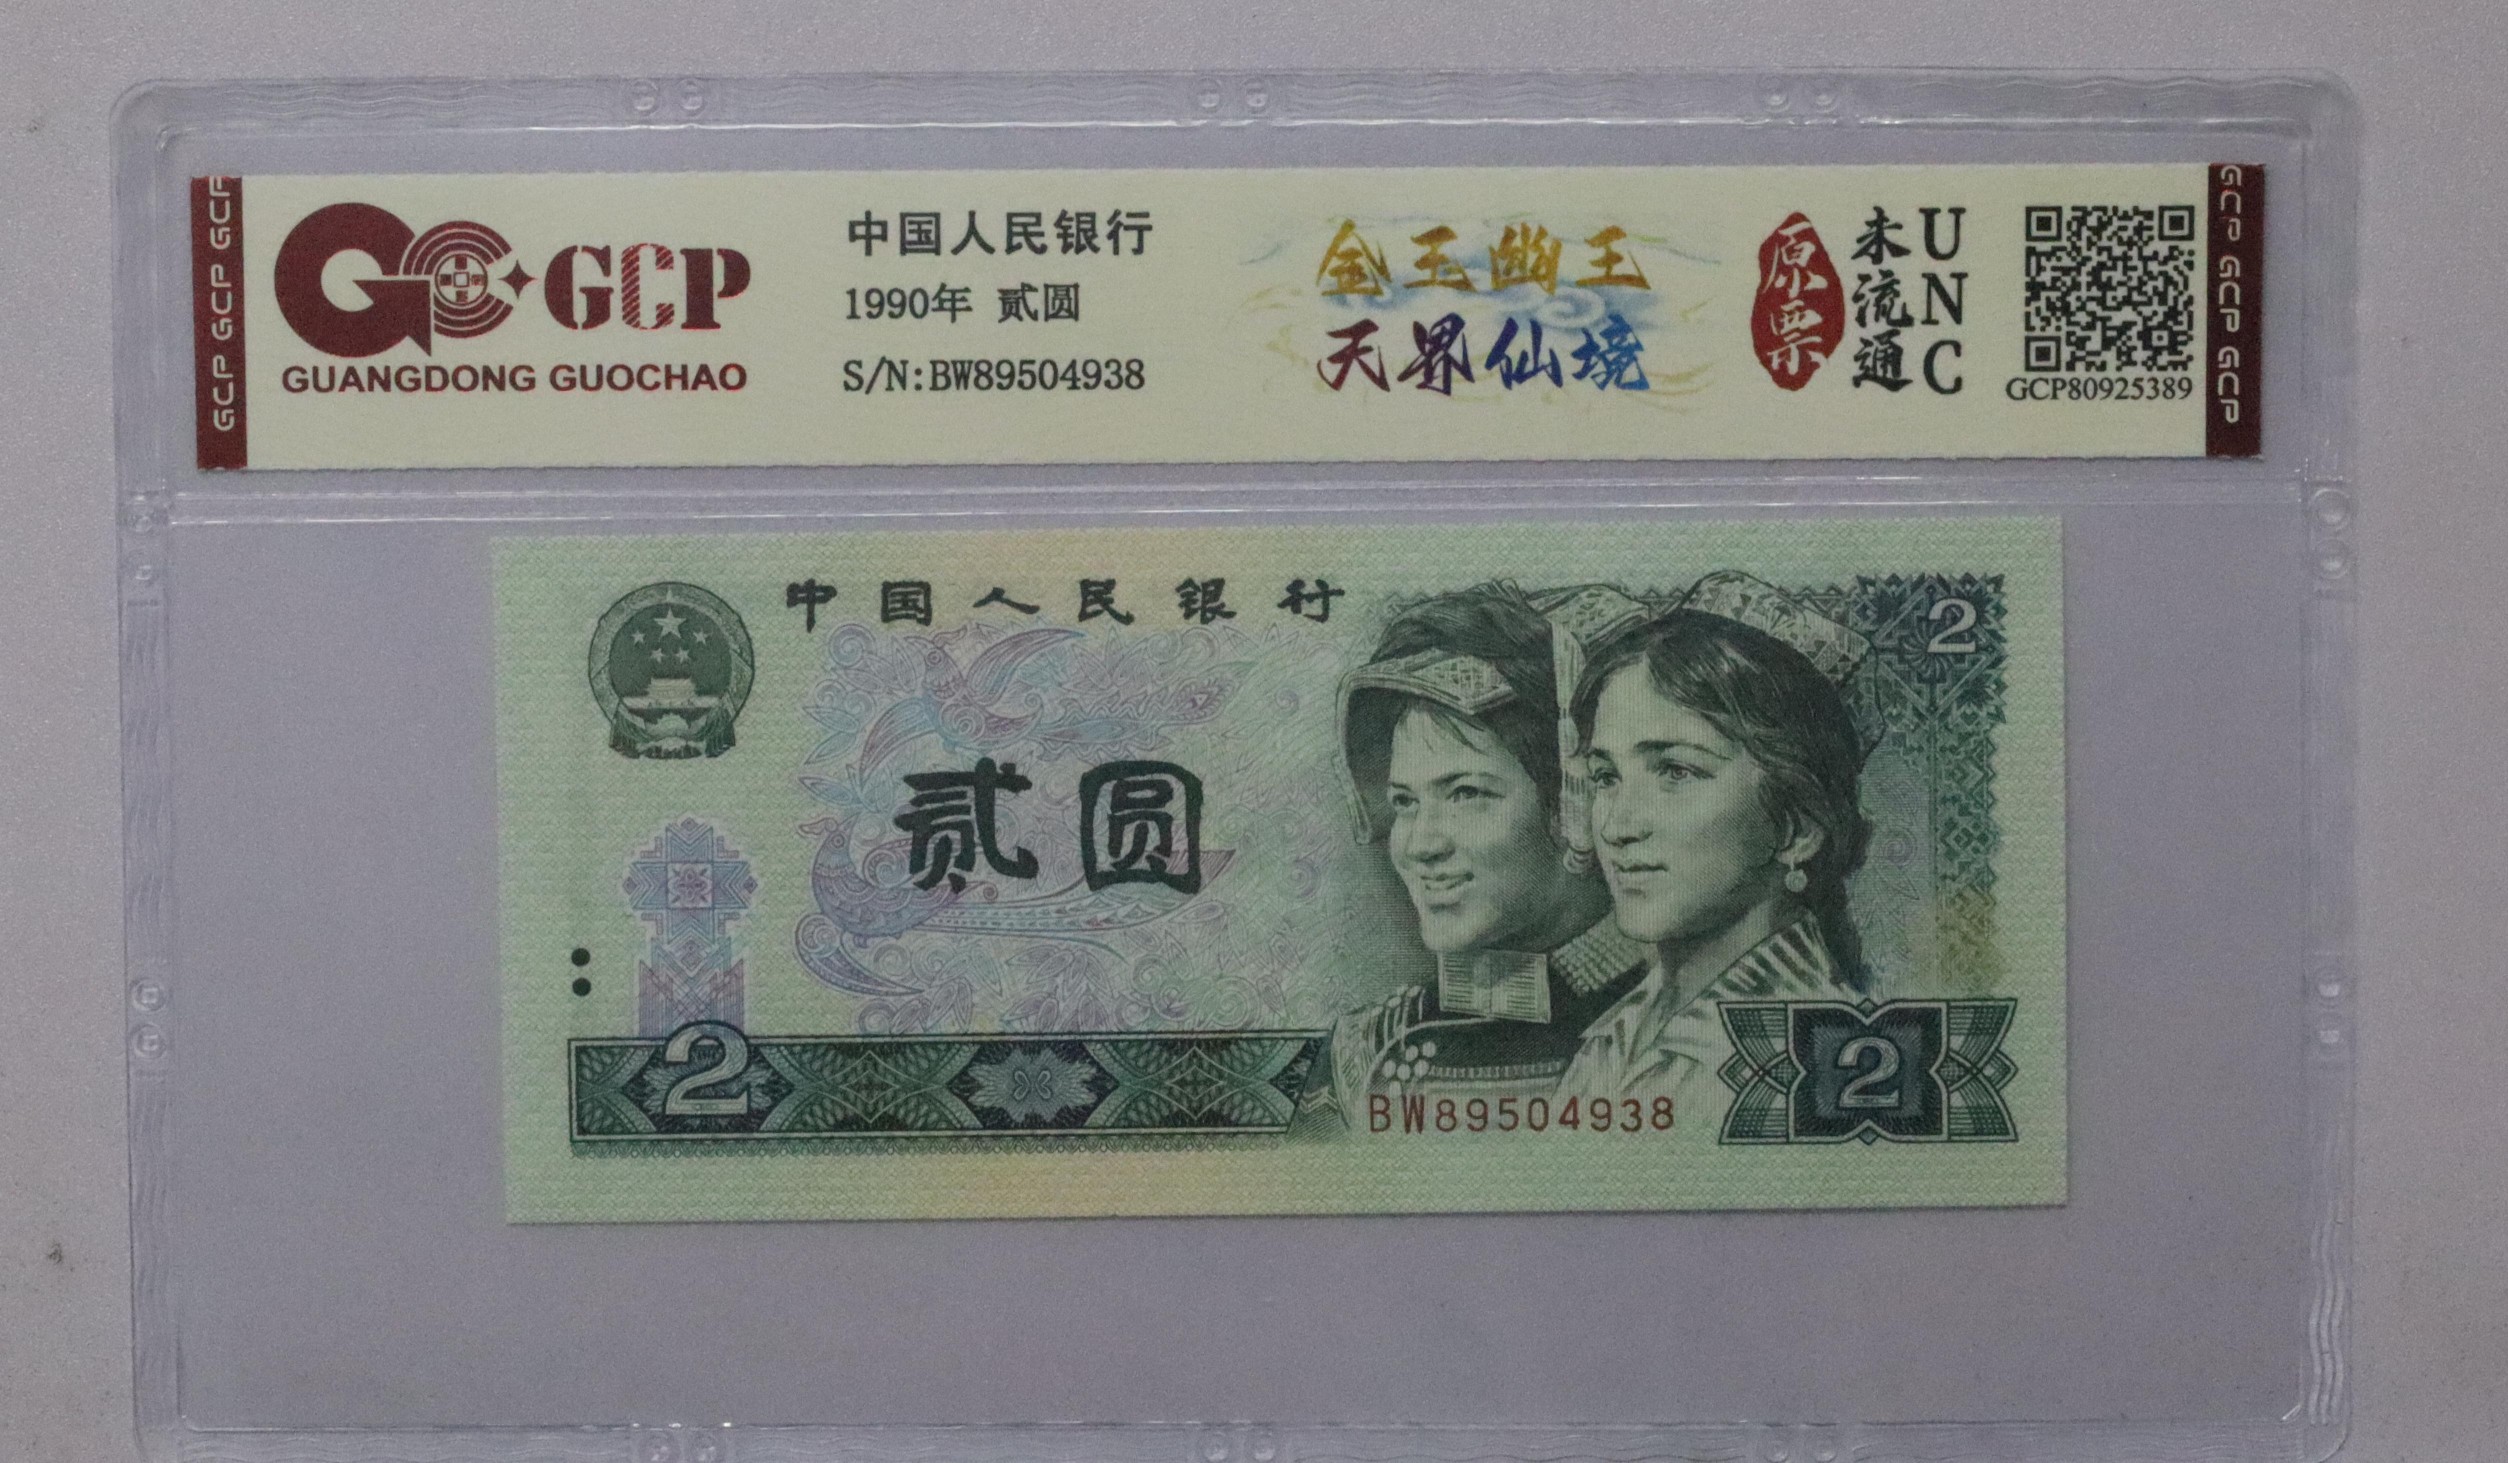 GCP GCP GCP
GCP
GUANGDONG GUOCHAO
中国人民银行
1990年 贰圆
S/N:BW89504938
金玉幽王
天界仙境
原票
未流通
UNC
GCP80925389
GCP GCP GCP
中国人民银行
2
贰圆
2
BW89504938
2